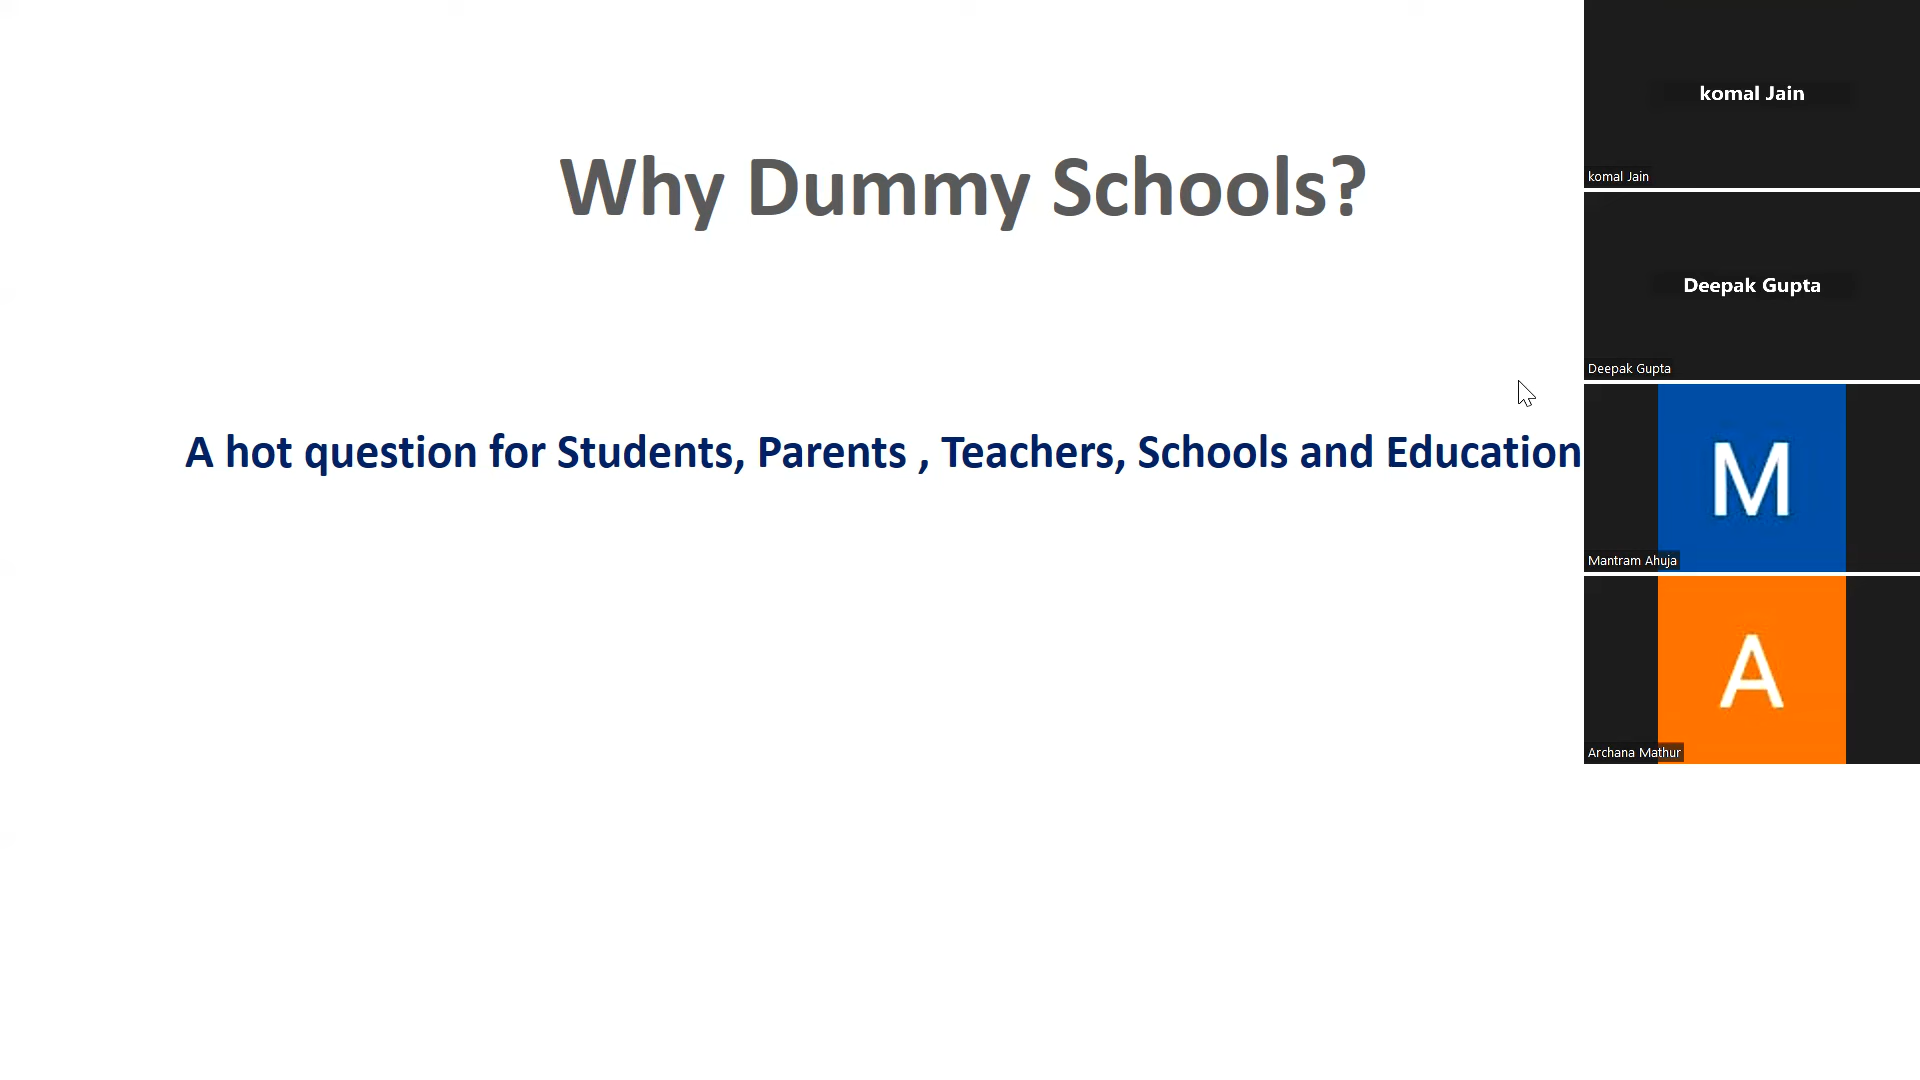 Why Dummy Schools?
A hot question for Students, Parents , Teachers, Schools and Education
komal Jain
komal Jain
Deepak Gupta
Deepak Gupta
M
Mantram Ahuja
A
Archana Mathur